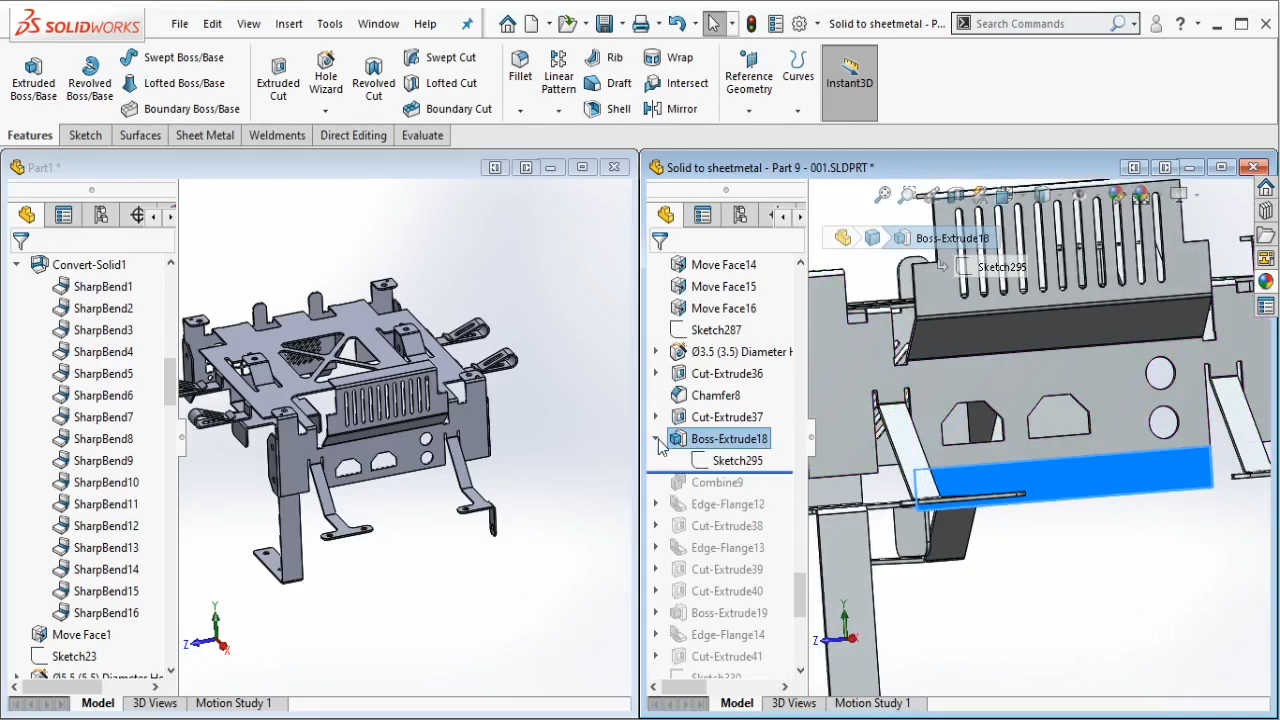 SOLIDWORKS File Edit View Insert Tools Window Help Solid to sheetmetal - P... Search Commands ?
Extruded Boss/Base
Revolved Boss/Base
Swept Boss/Base
Lofted Boss/Base
Boundary Boss/Base
Extruded Cut
Hole Wizard
Revolved Cut
Swept Cut
Lofted Cut
Boundary Cut
Fillet
Linear Pattern
Rib
Draft
Shell
Wrap
Intersect
Mirror
Reference Geometry
Curves
Instant3D
Features Sketch Surfaces Sheet Metal Weldments Direct Editing Evaluate
Part1 *
Convert-Solid1
SharpBend1
SharpBend2
SharpBend3
SharpBend4
SharpBend5
SharpBend6
SharpBend7
SharpBend8
SharpBend9
SharpBend10
SharpBend11
SharpBend12
SharpBend13
SharpBend14
SharpBend15
SharpBend16
Move Face1
Sketch23
Y
Z
X
Model 3D Views Motion Study 1
Solid to sheetmetal - Part 9 - 001.SLDPRT *
Move Face14
Move Face15
Move Face16
Sketch287
Ø3.5 (3.5) Diameter H
Cut-Extrude36
Chamfer8
Cut-Extrude37
Boss-Extrude18
Sketch295
Combine9
Edge-Flange12
Cut-Extrude38
Edge-Flange13
Cut-Extrude39
Cut-Extrude40
Boss-Extrude19
Edge-Flange14
Cut-Extrude41
Boss-Extrude18
Sketch295
Y
Z
X
Model 3D Views Motion Study 1